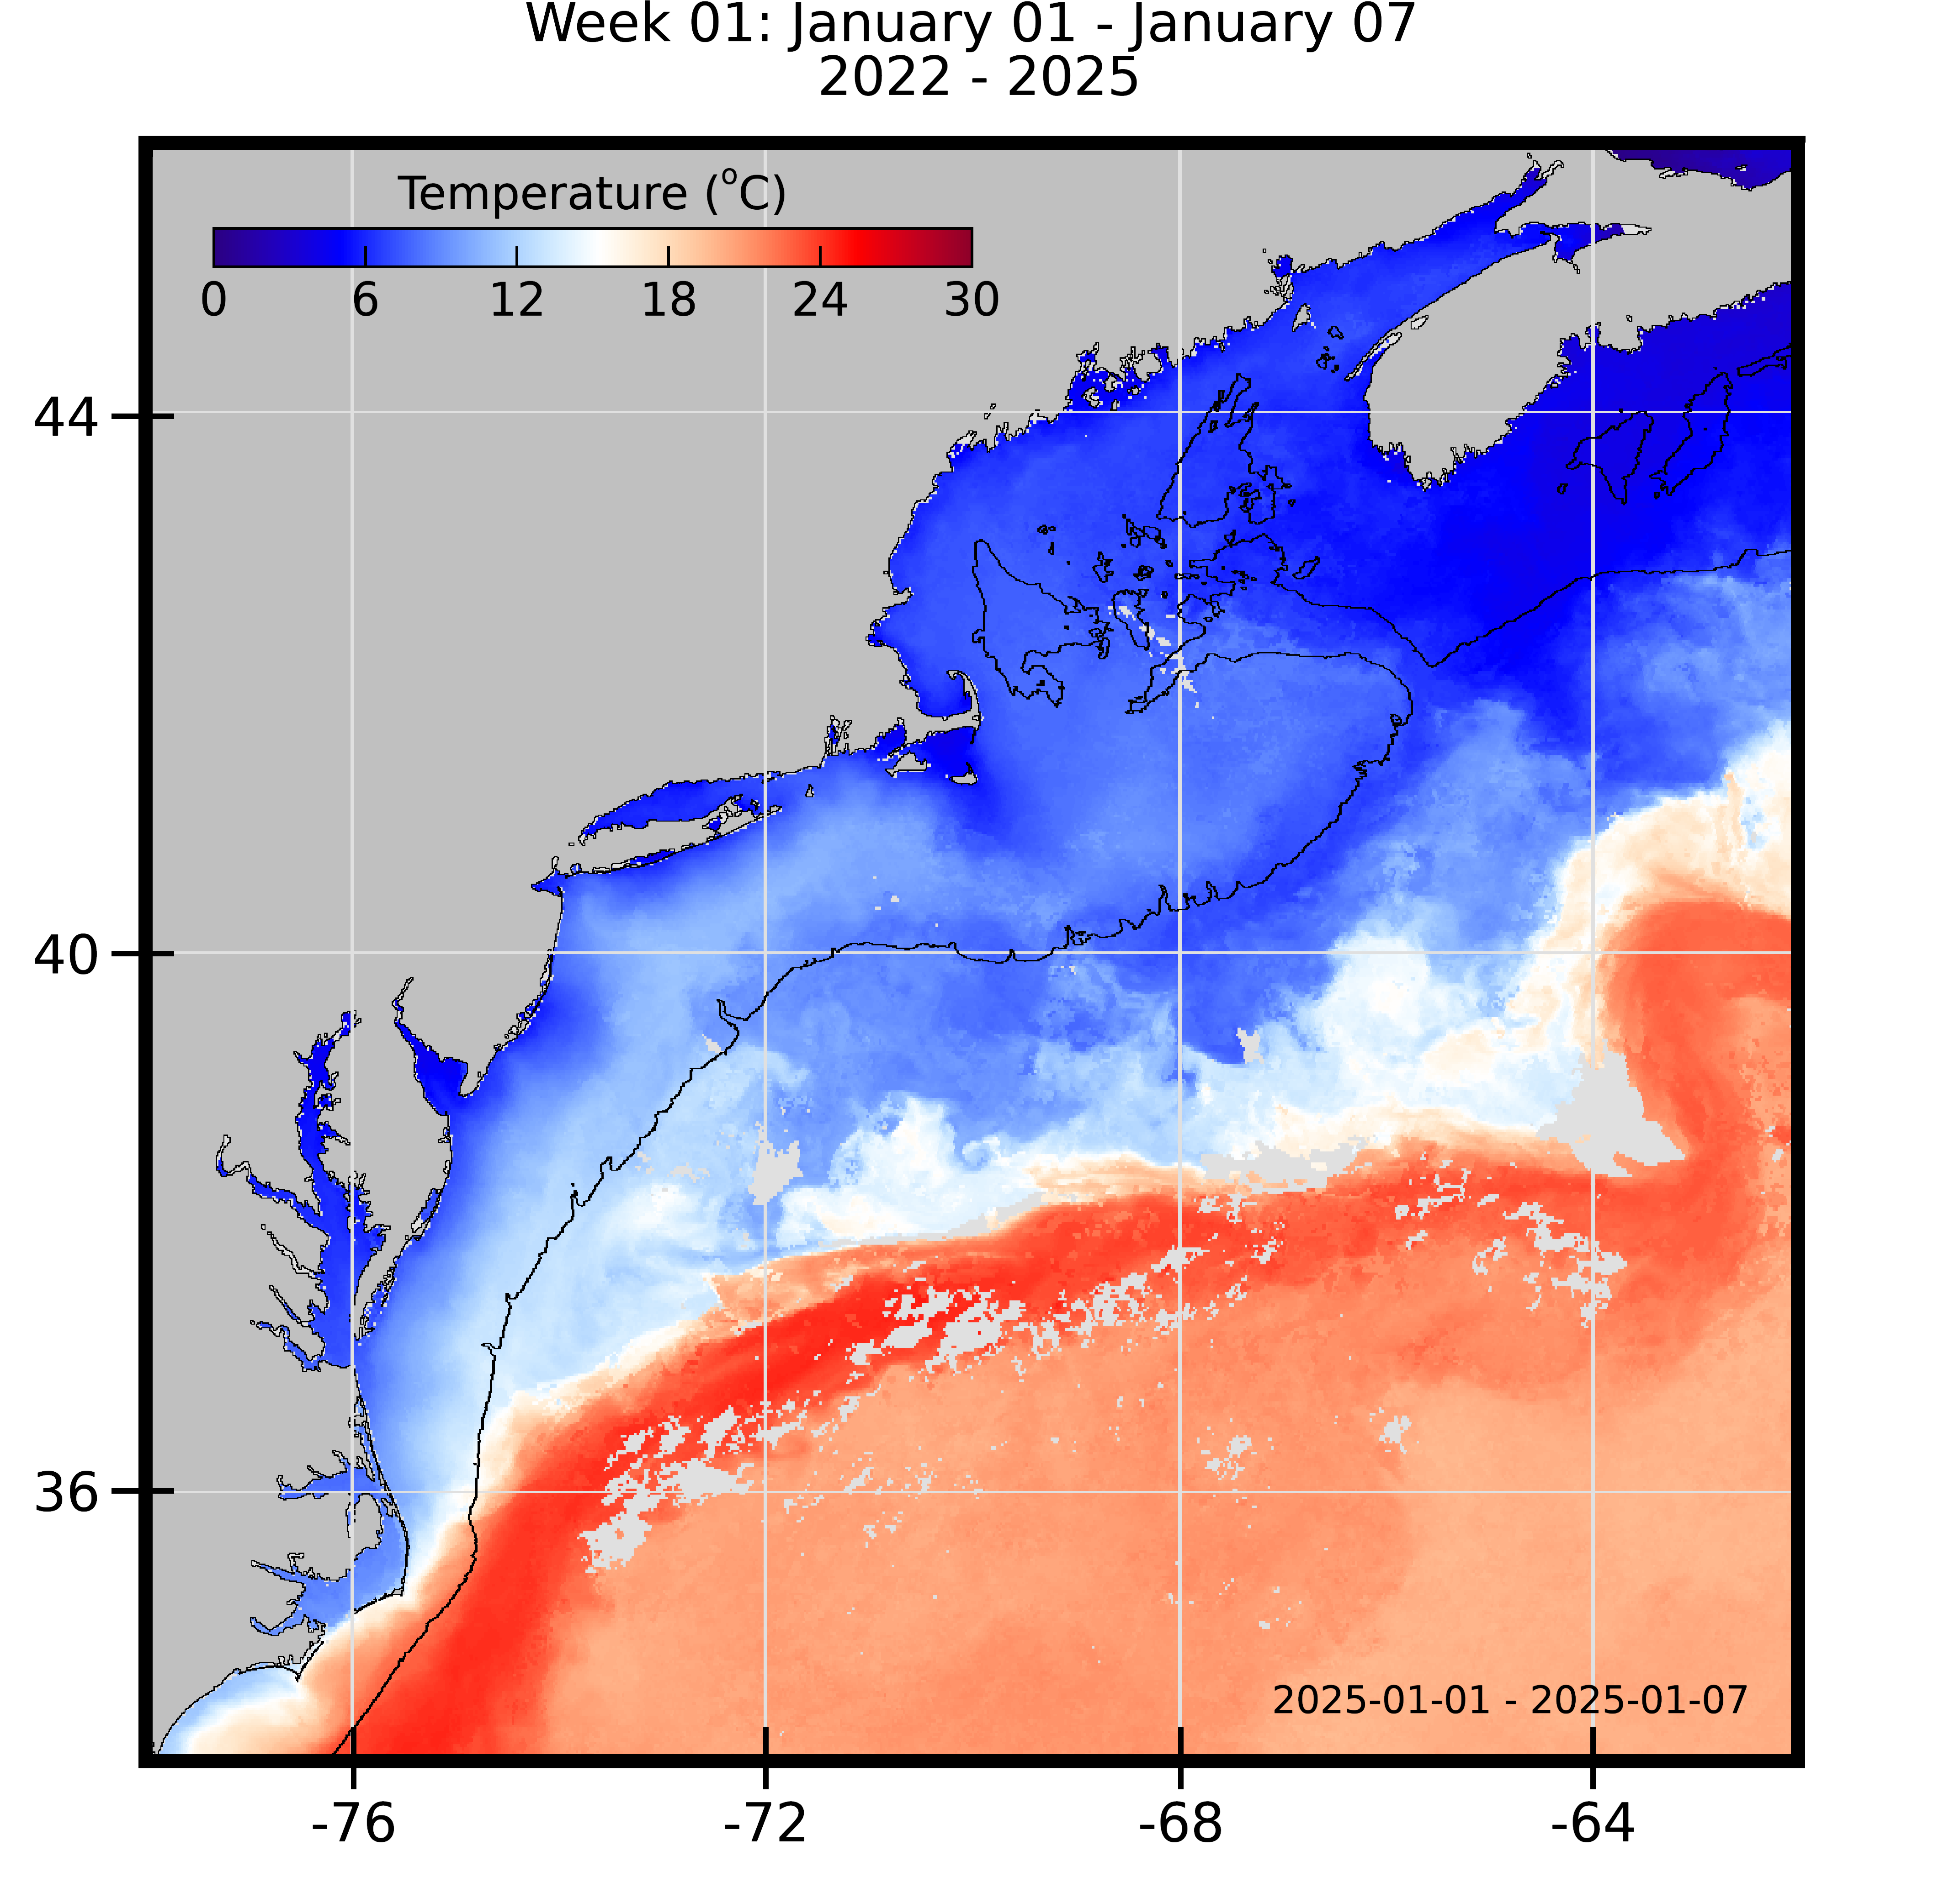 Week 01: January 01 - January 07
2022 - 2025
Temperature (°C)
0 6 12 18 24 30
44
40
36
2025-01-01 - 2025-01-07
-76 -72 -68 -64